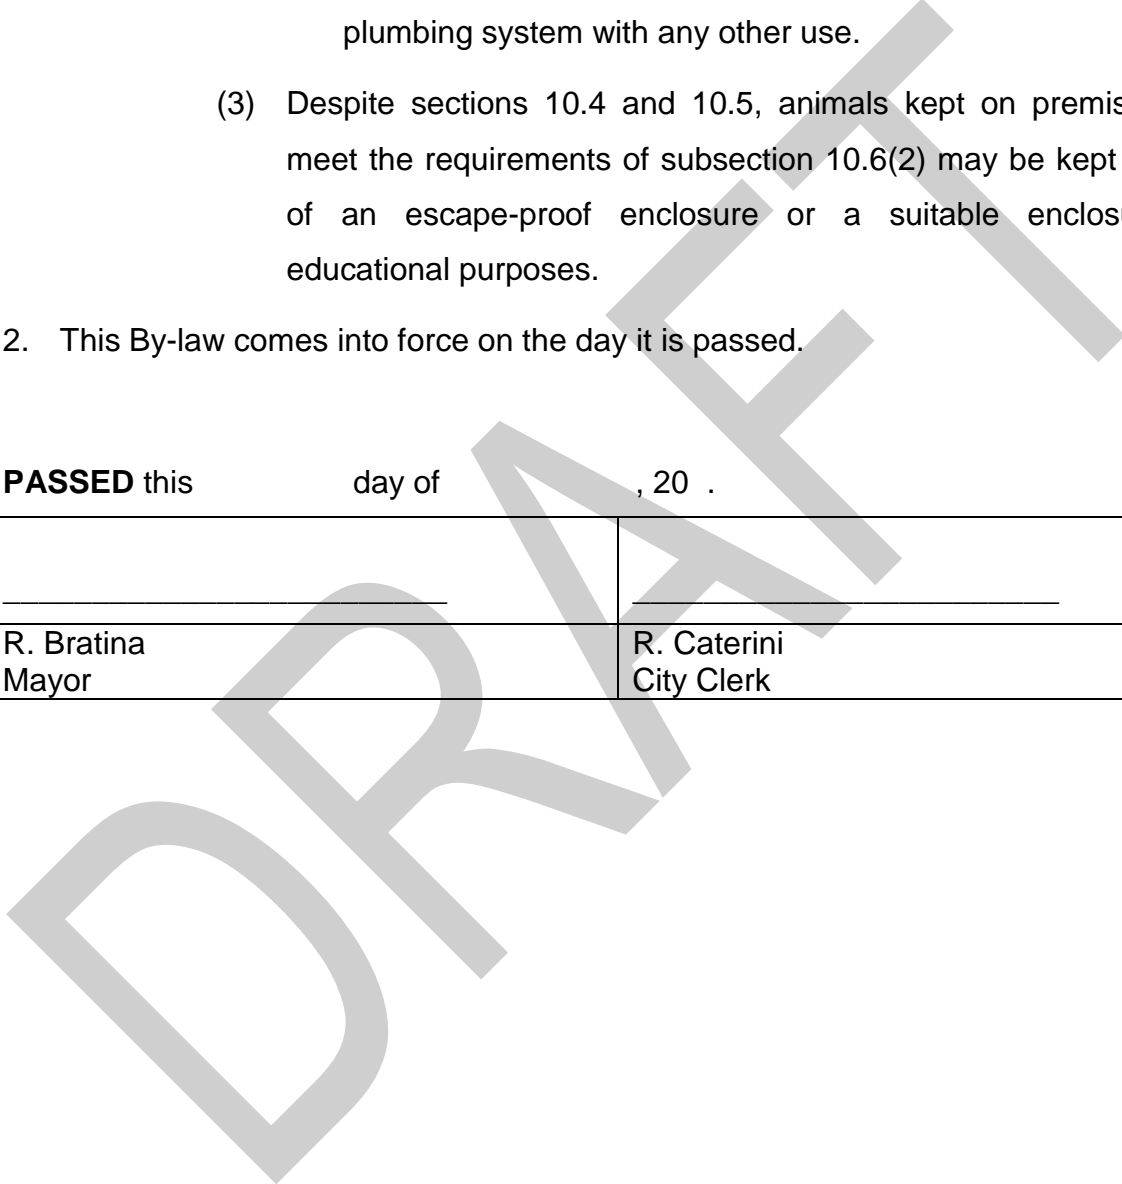 plumbing system with any other use.
(3) Despite sections 10.4 and 10.5, animals kept on
meet the requirements of subsection 10.6(2) may be kept
of an escape-proof enclosure or a suitable
educational purposes.
2. This By-law comes into force on the day it is passed.
PASSED this day of , 20 .
_________________________ ________________________
R. Bratina R. Caterini
Mayor City Clerk
DRAFT